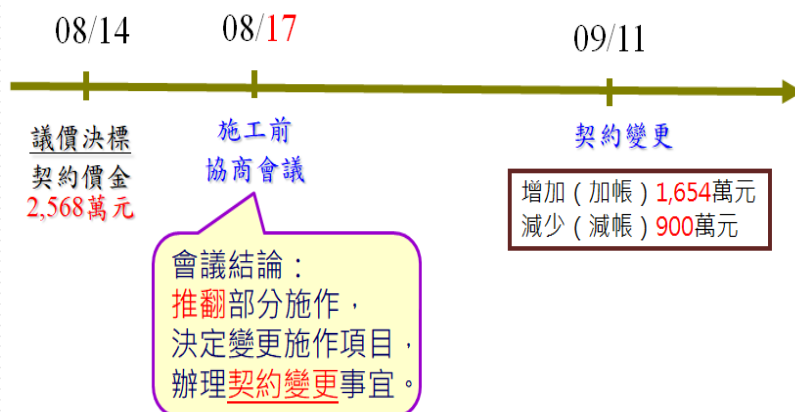 08/14
08/17
09/11
議價決標
契約價金
2,568萬元
施工前
協商會議
契約變更
增加(加帳)1,654萬元
減少(減帳)900萬元
會議結論：
推翻部分施作，
決定變更施作項目，
辦理契約變更事宜。